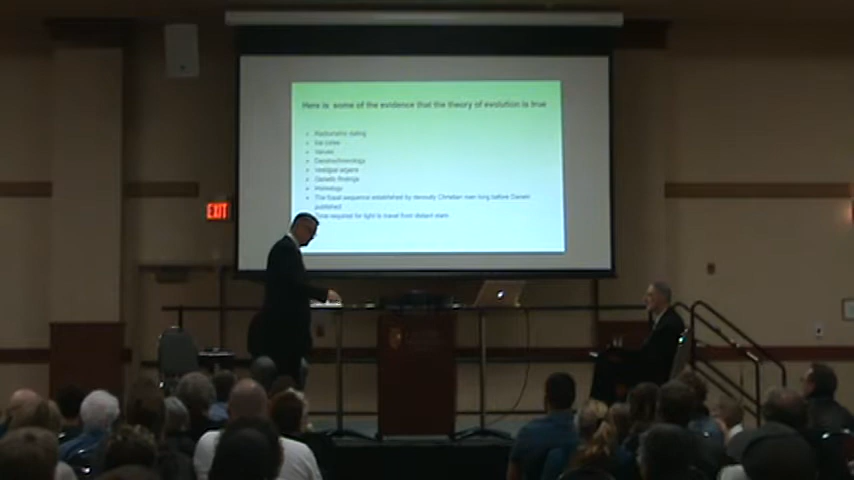 Here is some of the evidence that the theory of evolution is true
Radiometric dating
Ice cores
Varves
Dendrochronology
Vestigial organs
Genetic findings
Homology
The fossil sequence established by devoutly Christian men long before Darwin
published
Time required for light to travel from distant stars
EXIT